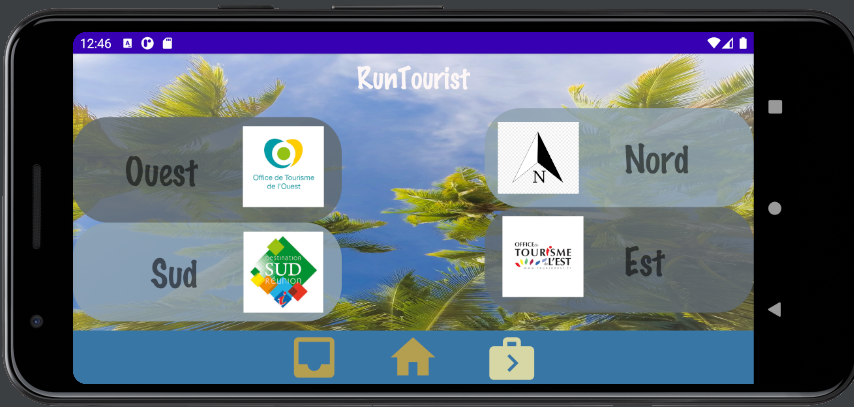 12:46
RunTourist
Ouest
Office de Tourisme
de l'Ouest
N
Nord
Sud
DESTINATION
SUD
RÉUNION
OFFICE DE
TOURISME
DE L'EST
Est